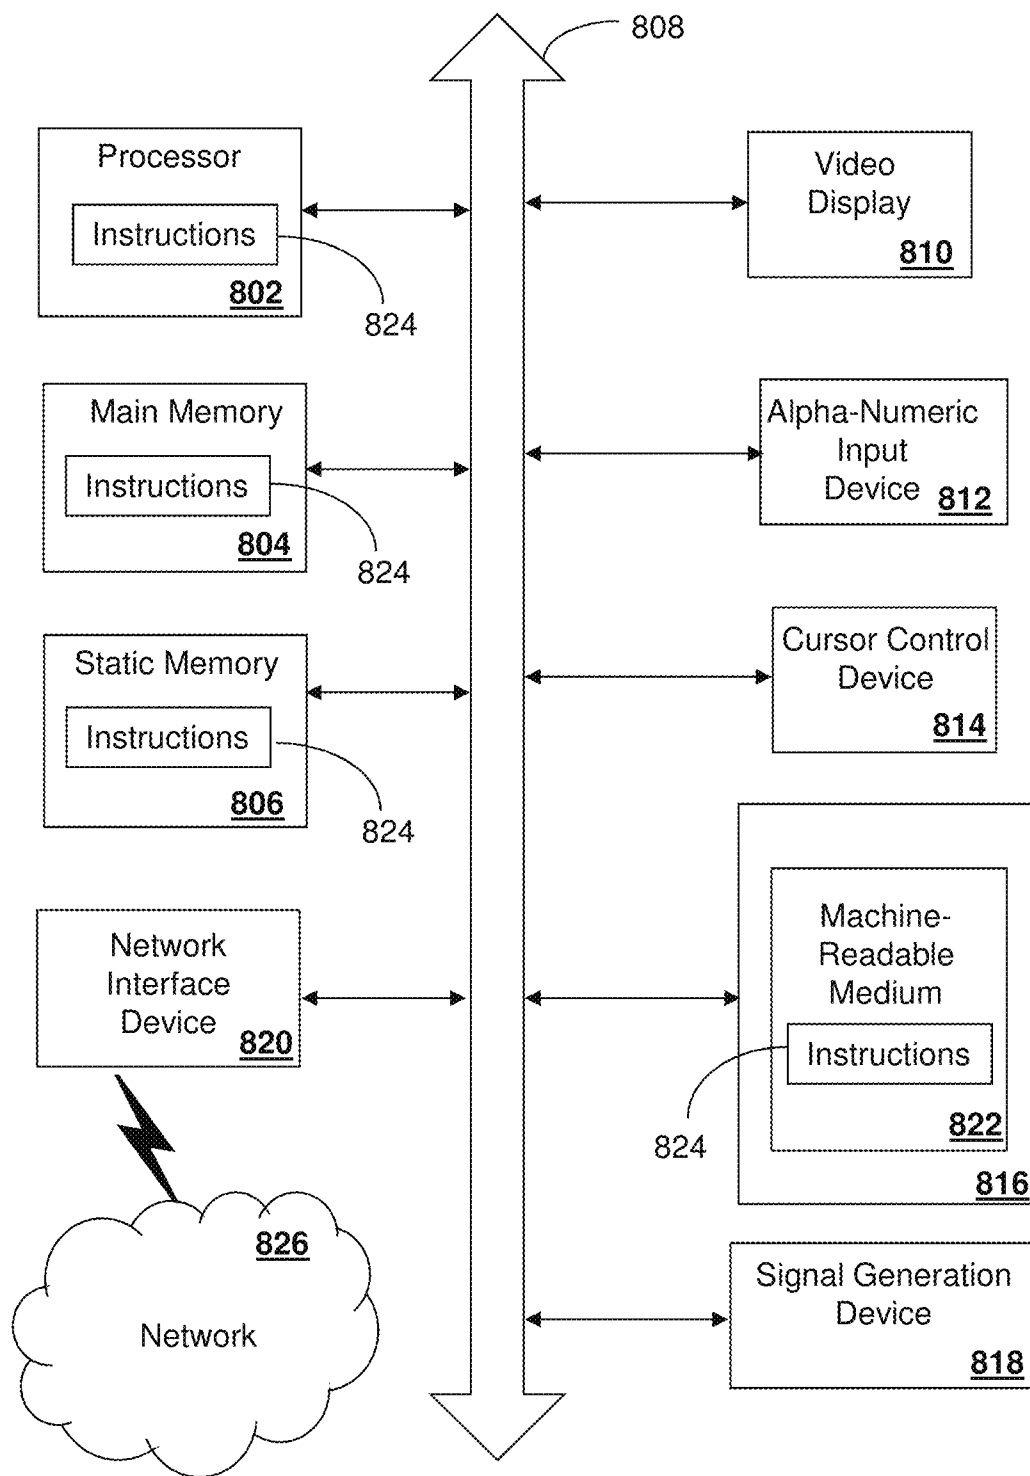 808
Processor
Instructions
802
824
Main Memory
Instructions
804
824
Static Memory
Instructions
806
824
Network
Interface
Device
820
826
Network
Video
Display
810
Alpha-Numeric
Input
Device
812
Cursor Control
Device
814
Machine-
Readable
Medium
Instructions
824
822
816
Signal Generation
Device
818